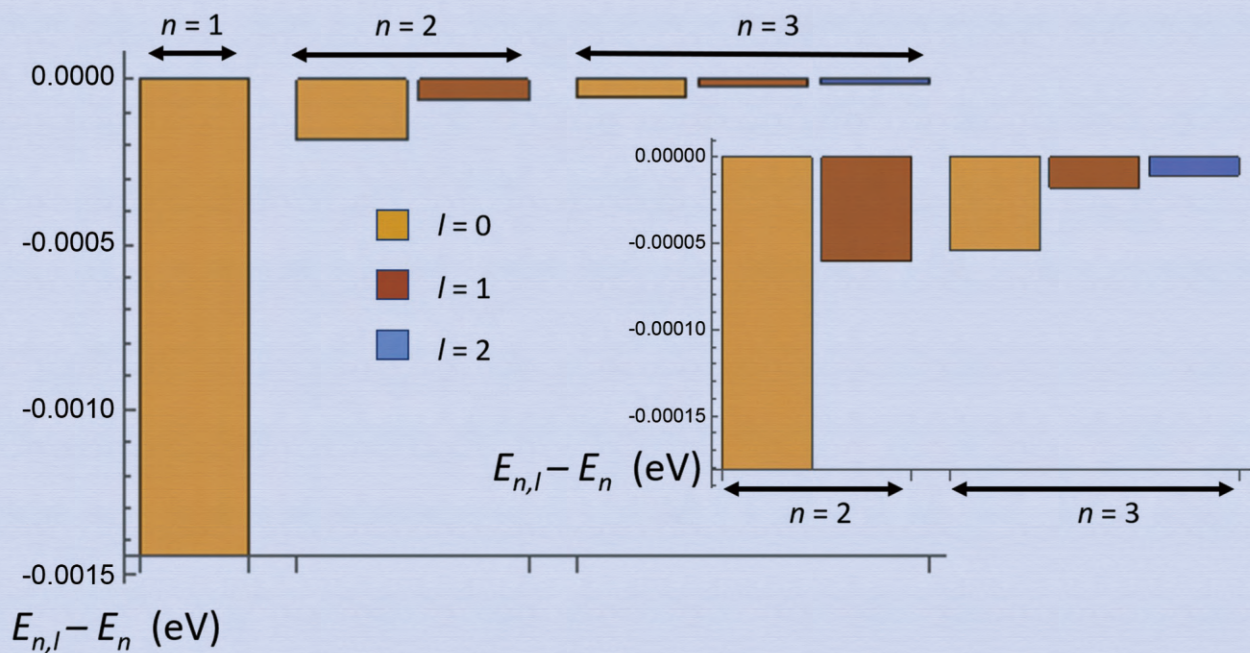 n = 1
n = 2
n = 3
0.0000
-0.0005
-0.0010
-0.0015
E_{n,l} – E_n (eV)
l = 0
l = 1
l = 2
0.00000
-0.00005
-0.00010
-0.00015
E_{n,l} – E_n (eV)
n = 2
n = 3